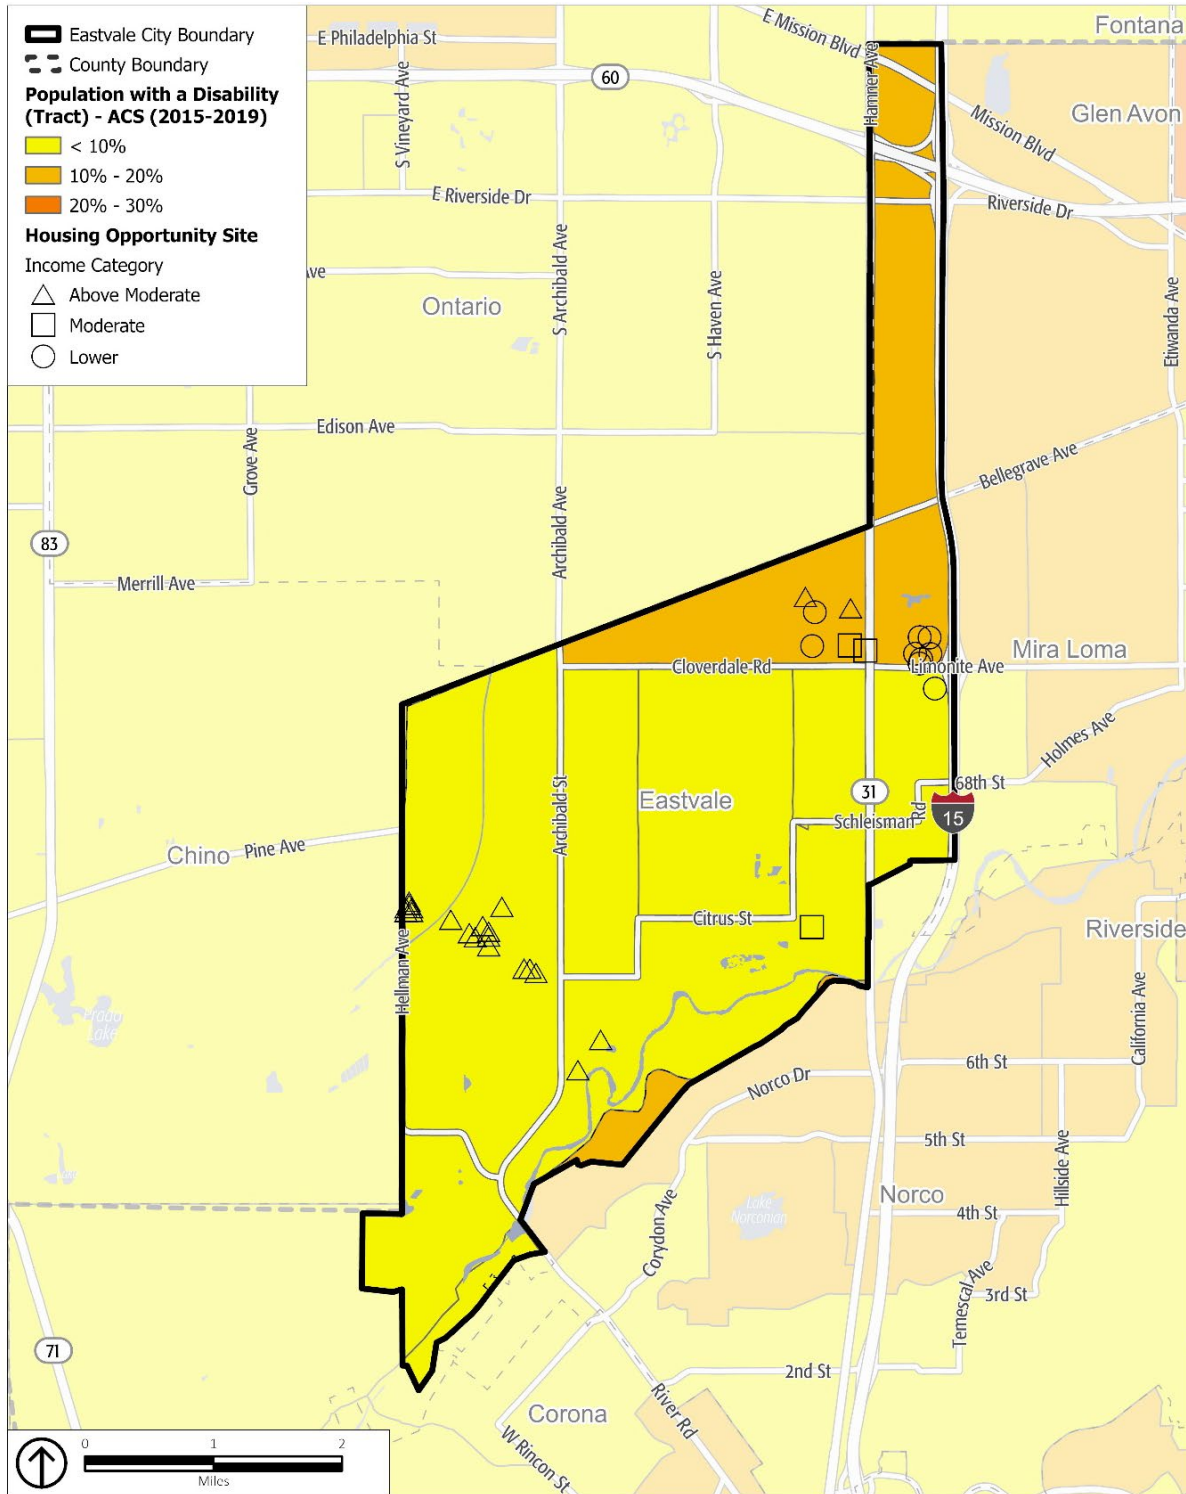 Eastvale City Boundary
County Boundary
Population with a Disability
(Tract) - ACS (2015-2019)
< 10%
10% - 20%
20% - 30%
Housing Opportunity Site
Income Category
Above Moderate
Moderate
Lower
E Philadelphia St
S Vineyard Ave
60
E Mission Blvd
Hamner Ave
Fontana
Glen Avon
Mission Blvd
E Riverside Dr
Riverside Dr
S Archibald Ave
S Haven Ave
Etiwanda Ave
Ontario
Edison Ave
Grove Ave
Bellegrave Ave
Archibald Ave
83
Merrill Ave
Cloverdale Rd
Limonite Ave
Mira Loma
Holmes Ave
68th St
31
15
Eastvale
Archibald St
Schleisman Rd
Chino
Pine Ave
Citrus St
Hellman Ave
Riverside
California Ave
Prado
Lake
6th St
Norco Dr
5th St
Hillside Ave
Norco
4th St
Lake
Norconian
Corydon Ave
Temescal Ave
3rd St
71
2nd St
River Rd
Corona
W Rincon St
0 1 2
Miles